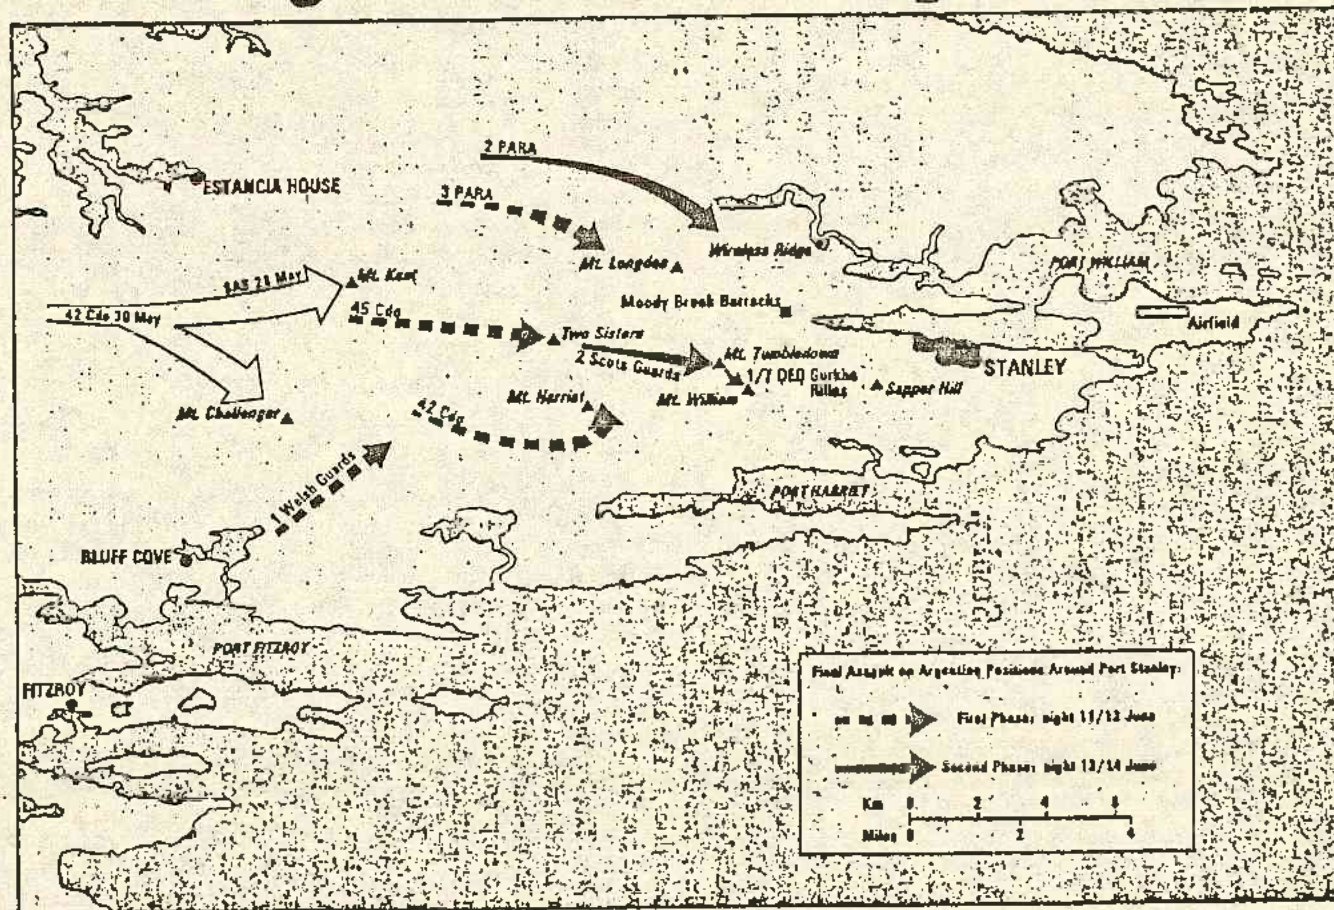 2 PARA
ESTANCIA HOUSE
3 PARA
Wireless Ridge
Mt. Longdon
PORT WILLIAM
SAS 28 May
Mt. Kent
Moody Brook Barracks
42 Cdo 30 May
45 Cdo
Airfield
Two Sisters
2 Scots Guards
Mt. Tumbledown
STANLEY
1/7 DEO Gurkha
Rifles
Mt. William
Sapper Hill
Mt. Harriet
42 Cdo
Mt. Challenger
1 Welsh Guards
PORT HARRIET
BLUFF COVE
PORT FITZROY
FITZROY
Final Assault on Argentine Positions Around Port Stanley:
First Phase: night 11/12 June
Second Phase: night 13/14 June
Km 0 2 4 6
Miles 0 2 4